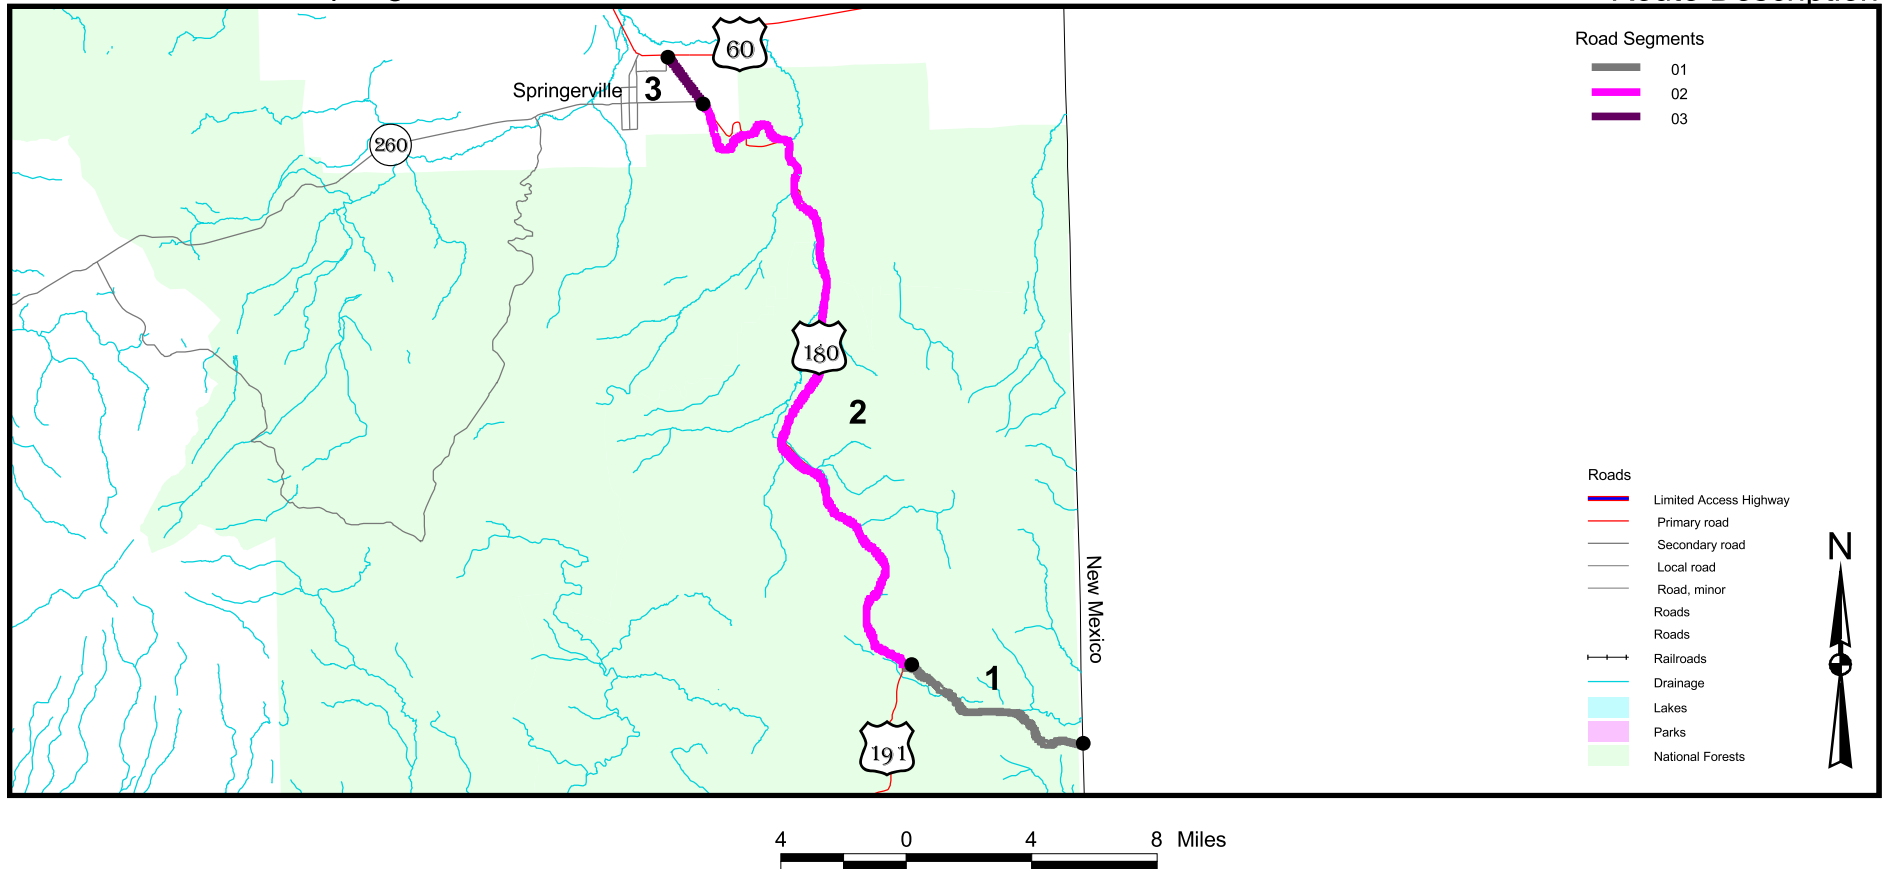 60
Springerville
3
260
180
2
1
191
New Mexico
Road Segments
01
02
03
Roads
Limited Access Highway
Primary road
Secondary road
Local road
Road, minor
Roads
Roads
Railroads
Drainage
Lakes
Parks
National Forests
N
4 0 4 8 Miles